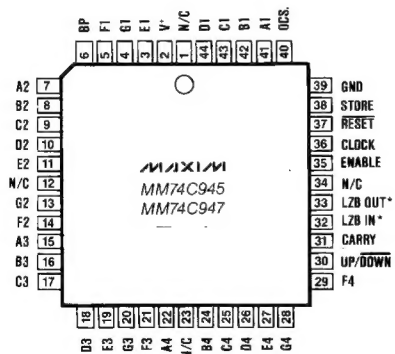 BP F1 G1 E1 V+ N/C D1 C1 B1 A1 OCS.
6 5 4 3 2 1 44 43 42 41 40
A2 7
B2 8
C2 9
D2 10
E2 11
N/C 12
G2 13
F2 14
A3 15
B3 16
C3 17
MAXIM
MM74C945
MM74C947
39 GND
38 STORE
37 RESET
36 CLOCK
35 ENABLE
34 N/C
33 LZB OUT*
32 LZB IN*
31 CARRY
30 UP/DOWN
29 F4
18 19 20 21 22 23 24 25 26 27 28
D3 E3 G3 F3 A4 N/C B4 C4 D4 E4 G4